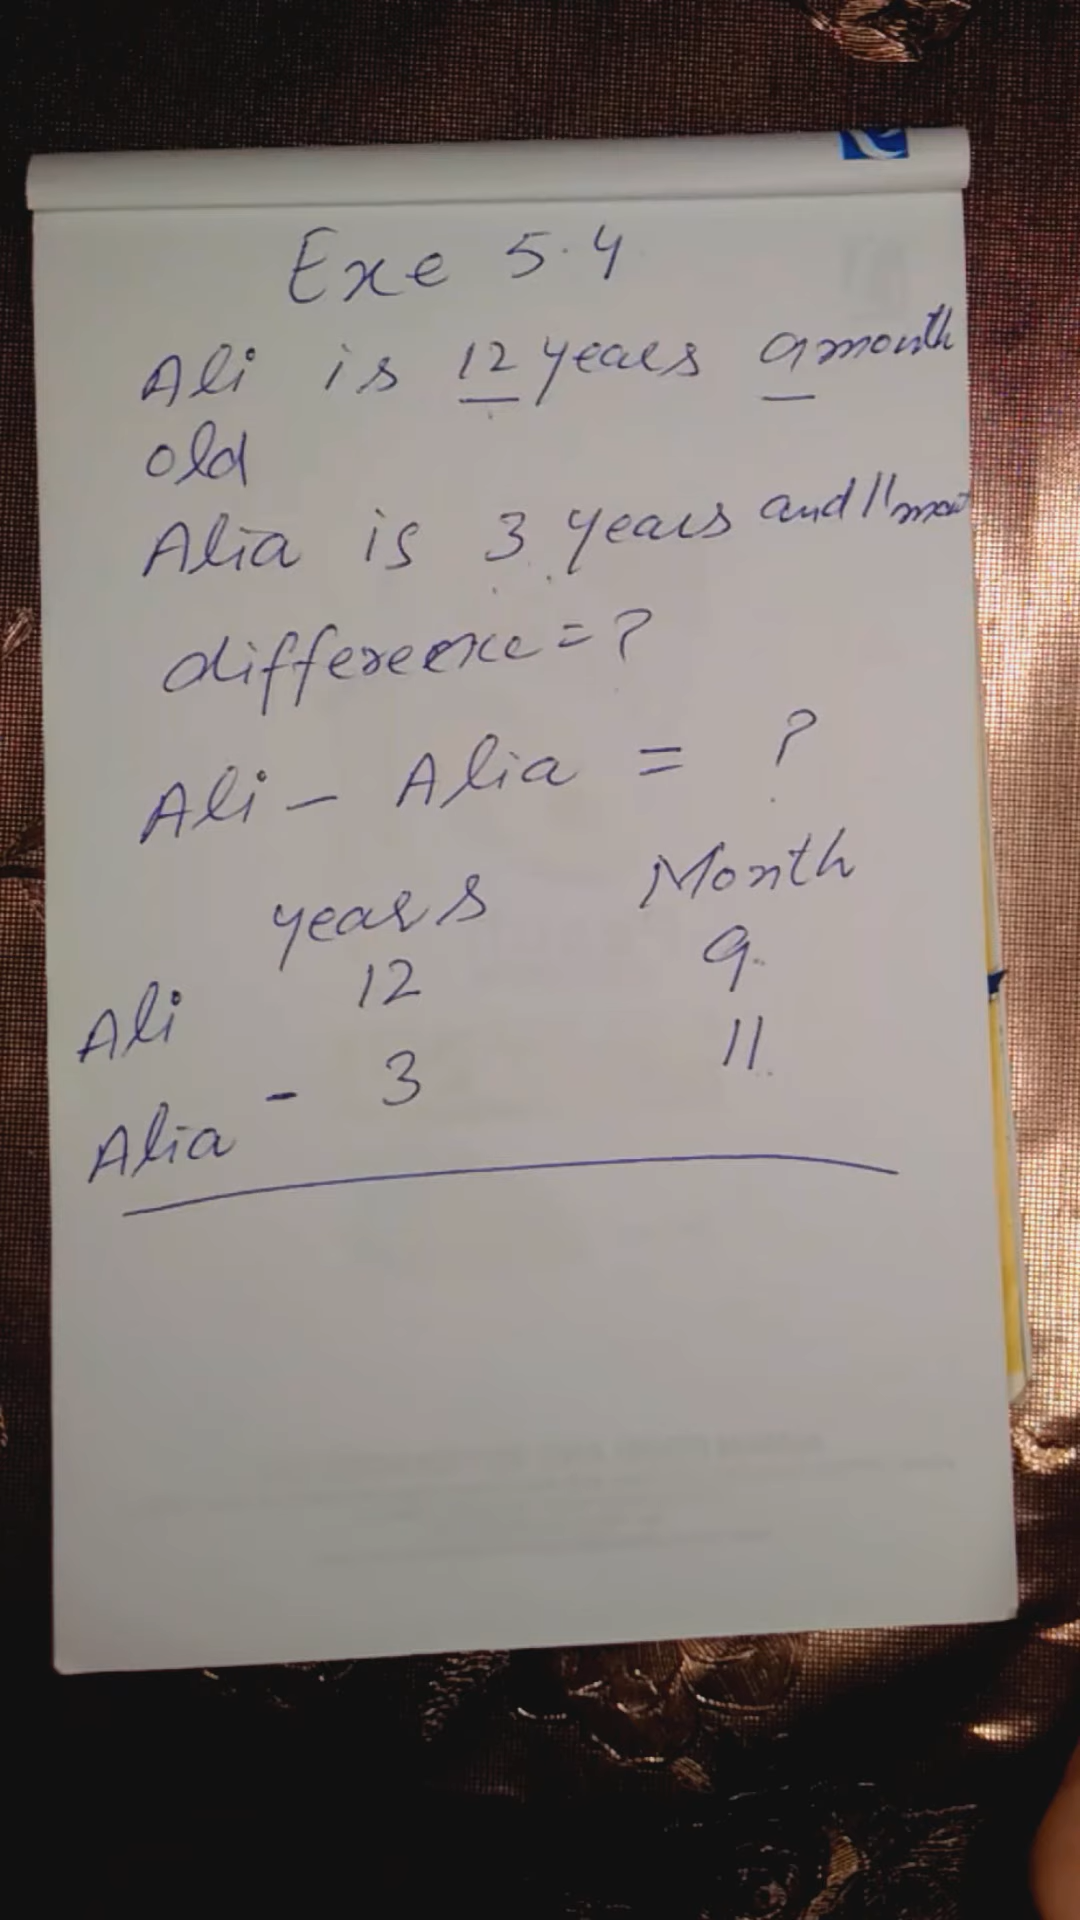 Exe 5.4
Ali is 12 years 9 month
old
Alia is 3 years and 11 mont
difference = ?
Ali - Alia = ?
years Month
Ali 12 9
Alia - 3 11